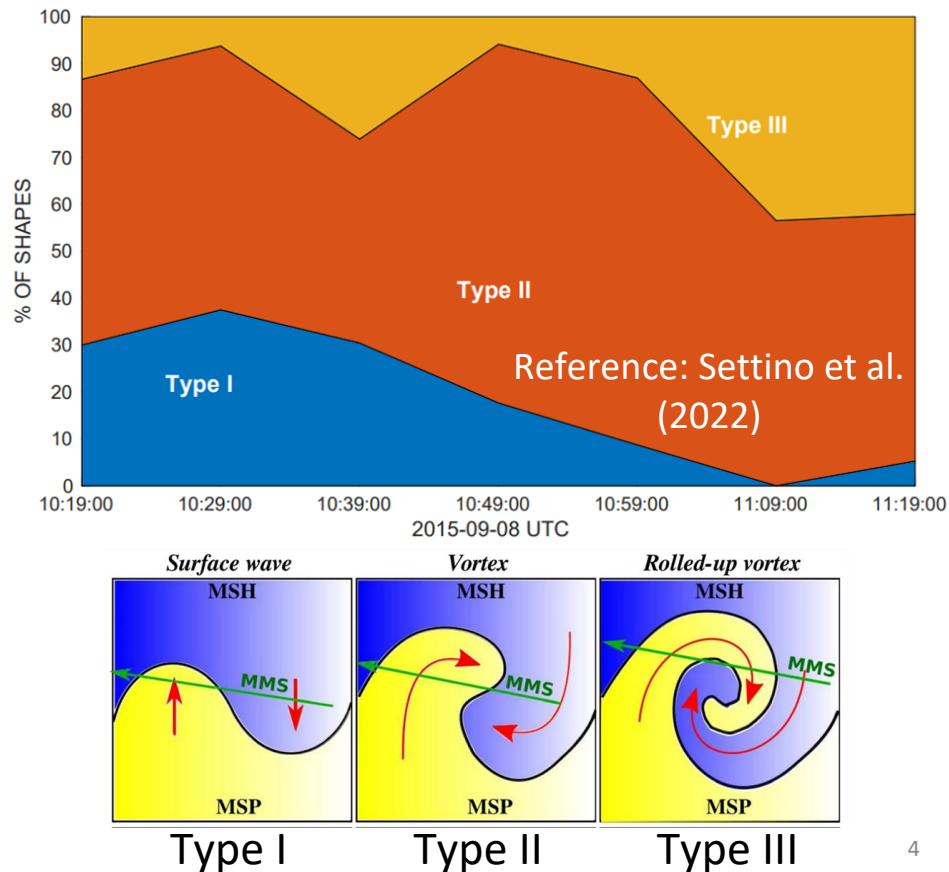 100
90
80
70
60
50
40
30
20
10
0
% OF SHAPES
Type III
Type II
Type I
Reference: Settino et al.
(2022)
10:19:00 10:29:00 10:39:00 10:49:00 10:59:00 11:09:00 11:19:00
2015-09-08 UTC
Surface wave Vortex Rolled-up vortex
MSH MSH MSH
MMS MMS MMS
MSP MSP MSP
Type I Type II Type III
4